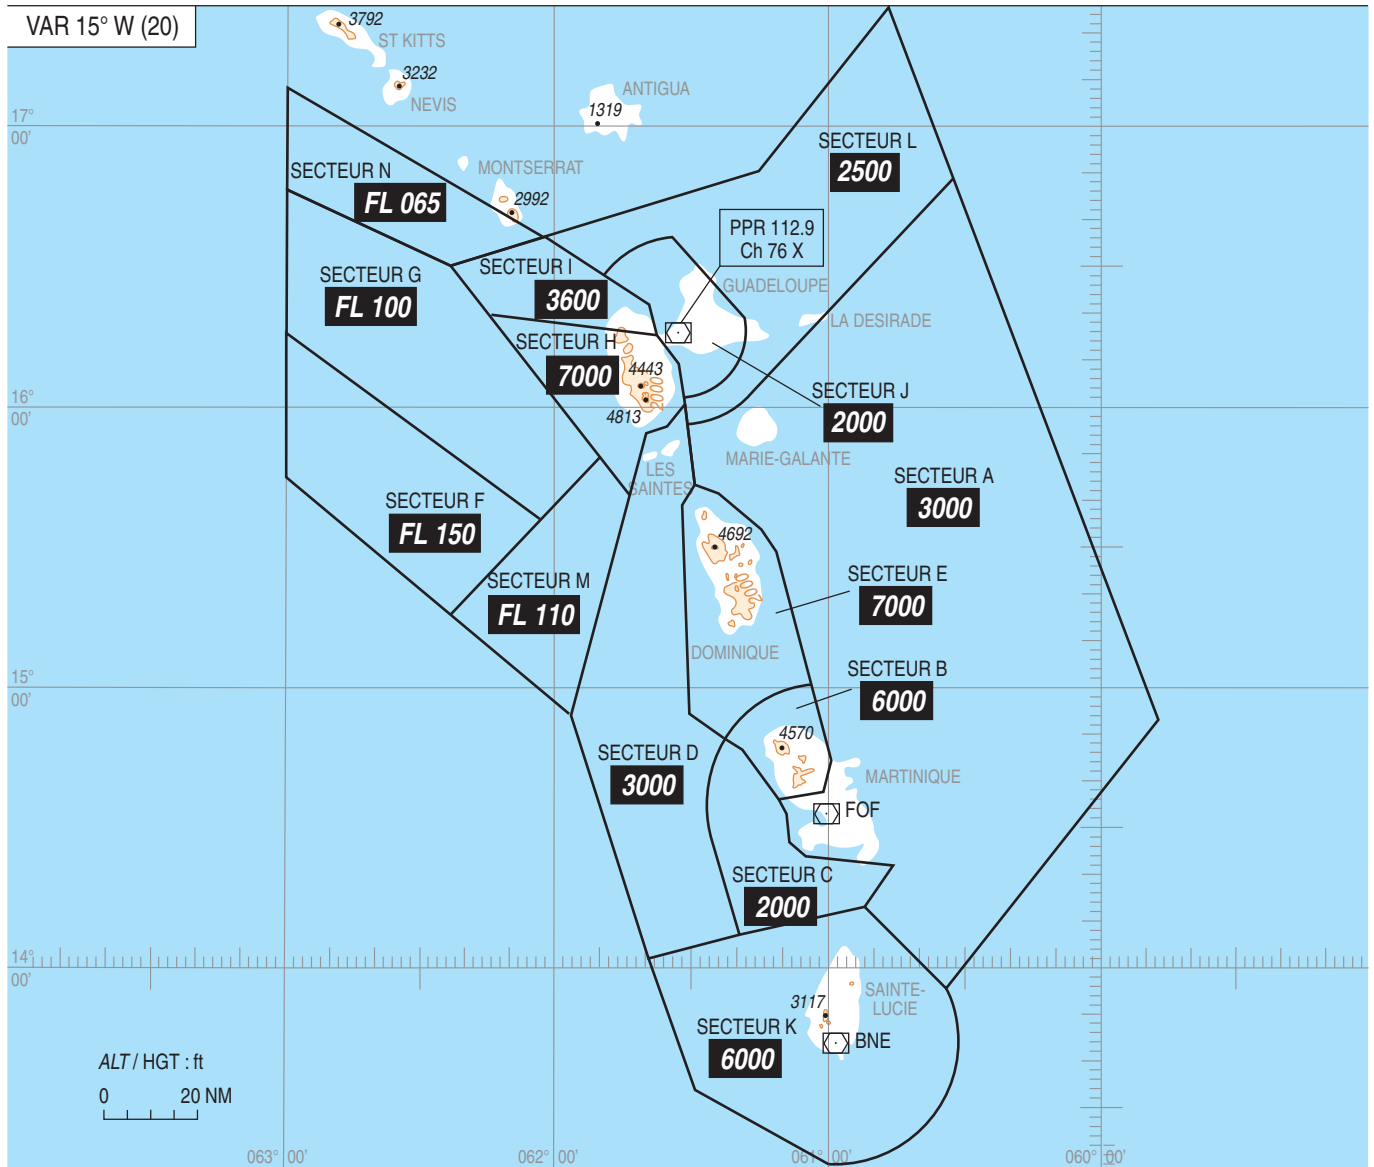 VAR 15° W (20)
3792
ST KITTS
3232
NEVIS
ANTIGUA
1319
17°
00'
SECTEUR L
2500
MONTSERRAT
SECTEUR N
FL 065
2992
PPR 112.9
Ch 76 X
SECTEUR G
FL 100
SECTEUR I
3600
GUADELOUPE
LA DESIRADE
SECTEUR H
7000
4443
2000
4813
SECTEUR J
2000
16°
00'
MARIE-GALANTE
LES
SAINTES
SECTEUR A
3000
SECTEUR F
FL 150
4692
2000
SECTEUR M
FL 110
SECTEUR E
7000
DOMINIQUE
15°
00'
SECTEUR B
6000
4570
SECTEUR D
3000
MARTINIQUE
FOF
SECTEUR C
2000
14°
00'
SAINTE-
LUCIE
3117
SECTEUR K
6000
BNE
ALT / HGT : ft
0 20 NM
063° 00'
062° 00'
061° 00'
060° 00'